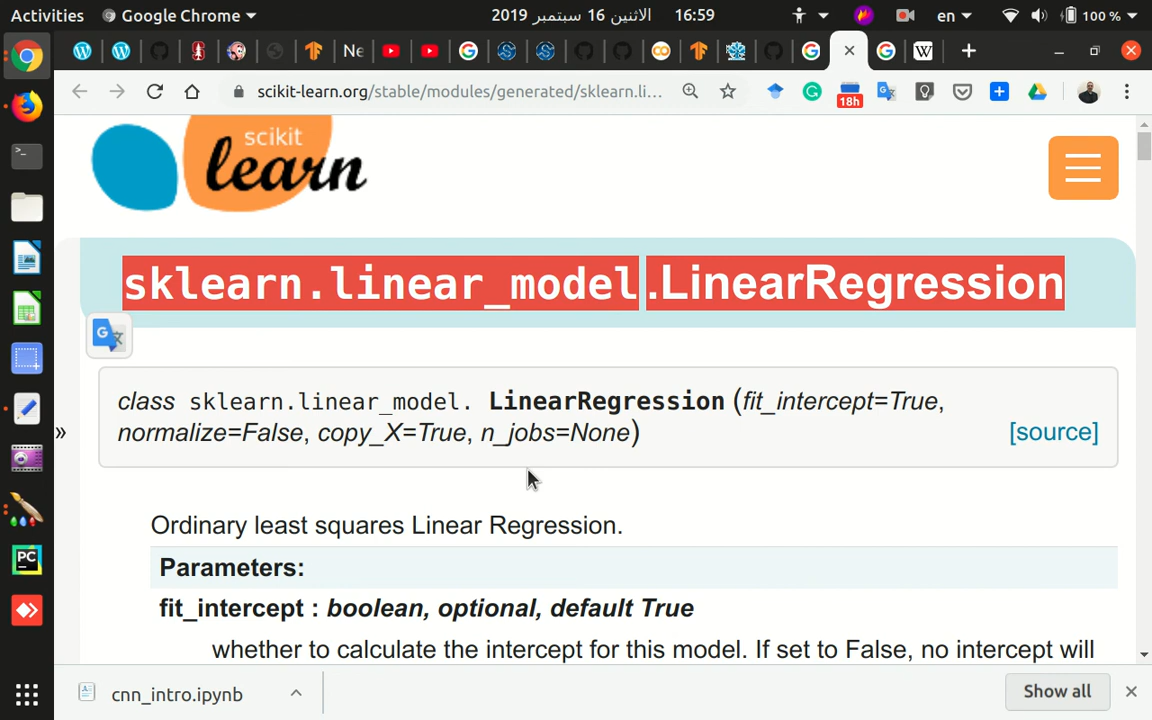 Activities
Google Chrome
الاثنين 16 سبتمبر 2019
16:59
en
100 %
Ne
scikit-learn.org/stable/modules/generated/sklearn.li...
18h
scikit
learn
sklearn.linear_model.LinearRegression
class sklearn.linear_model. LinearRegression (fit_intercept=True,
normalize=False, copy_X=True, n_jobs=None)
[source]
»
Ordinary least squares Linear Regression.
Parameters:
fit_intercept : boolean, optional, default True
whether to calculate the intercept for this model. If set to False, no intercept will
PC
cnn_intro.ipynb
Show all